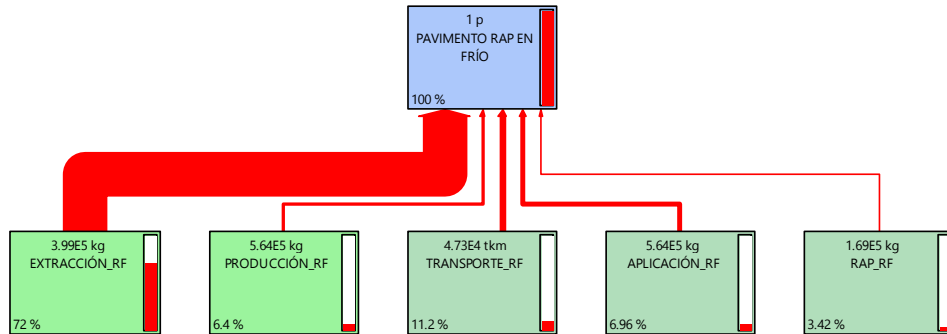 1 p
PAVIMENTO RAP EN
FRÍO
100 %
3.99E5 kg
EXTRACCIÓN_RF
72 %
5.64E5 kg
PRODUCCIÓN_RF
6.4 %
4.73E4 tkm
TRANSPORTE_RF
11.2 %
5.64E5 kg
APLICACIÓN_RF
6.96 %
1.69E5 kg
RAP_RF
3.42 %